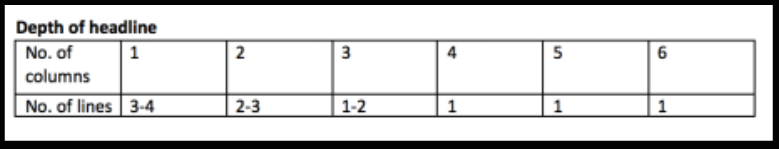 Depth of headline
No. of columns 1 2 3 4 5 6
No. of lines 3-4 2-3 1-2 1 1 1